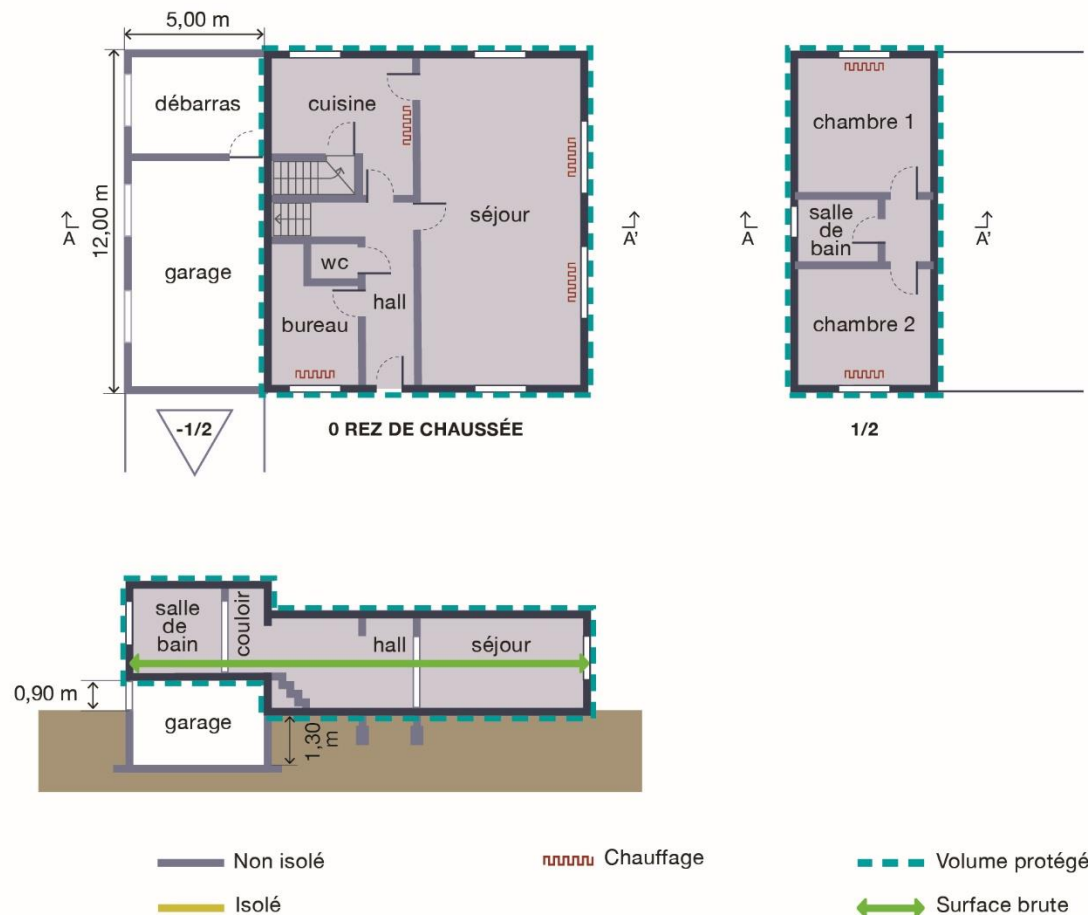 5,00 m
12,00 m
débarras
cuisine
garage
séjour
wc
hall
bureau
A
A'
-1/2
0 REZ DE CHAUSSÉE
chambre 1
salle
de
bain
chambre 2
A
A'
1/2
salle
de
bain
couloir
hall
séjour
0,90 m
garage
1,30
m
Non isolé
Chauffage
Volume protégé
Isolé
Surface brute